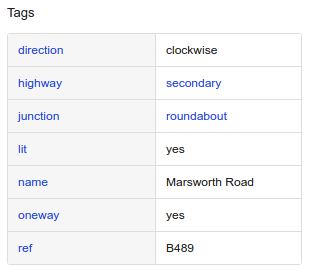 Tags
direction clockwise
highway secondary
junction roundabout
lit yes
name Marsworth Road
oneway yes
ref B489